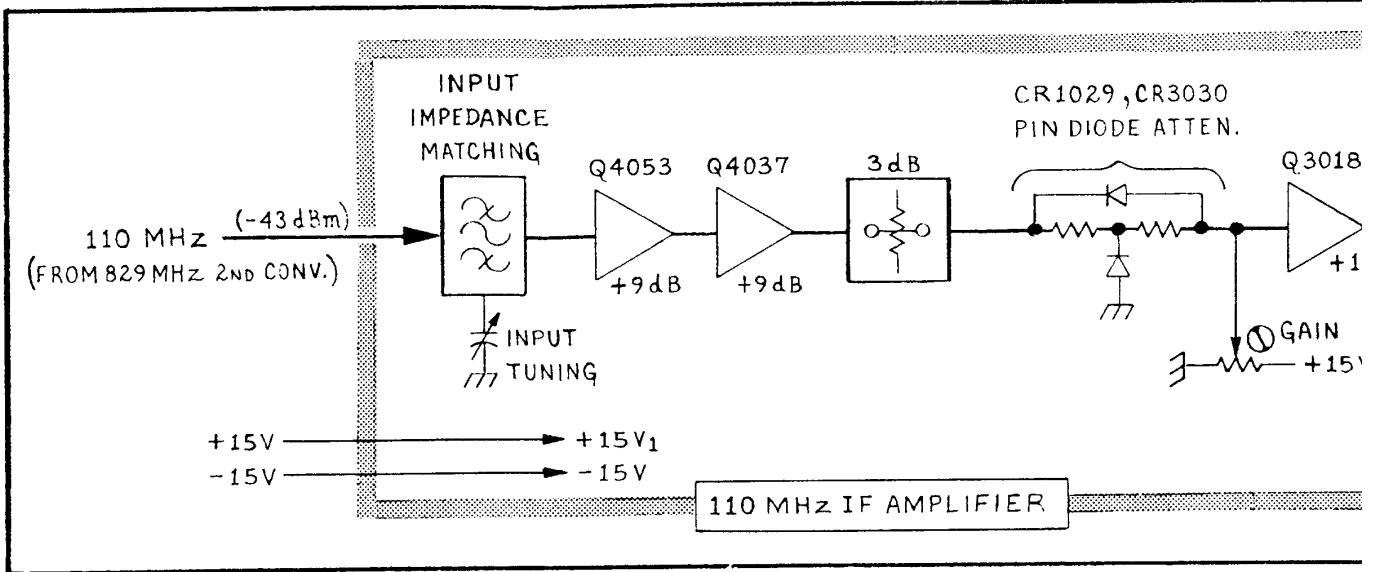 INPUT
IMPEDANCE
MATCHING
CR1029, CR3030
PIN DIODE ATTEN.
Q4053
Q4037
3dB
Q3018
110 MHz
(-43dBm)
(FROM 829 MHz 2ND CONV.)
+9dB
+9dB
+1
INPUT
TUNING
GAIN
+15V
+15V
+15V1
-15V
-15V
110 MHz IF AMPLIFIER